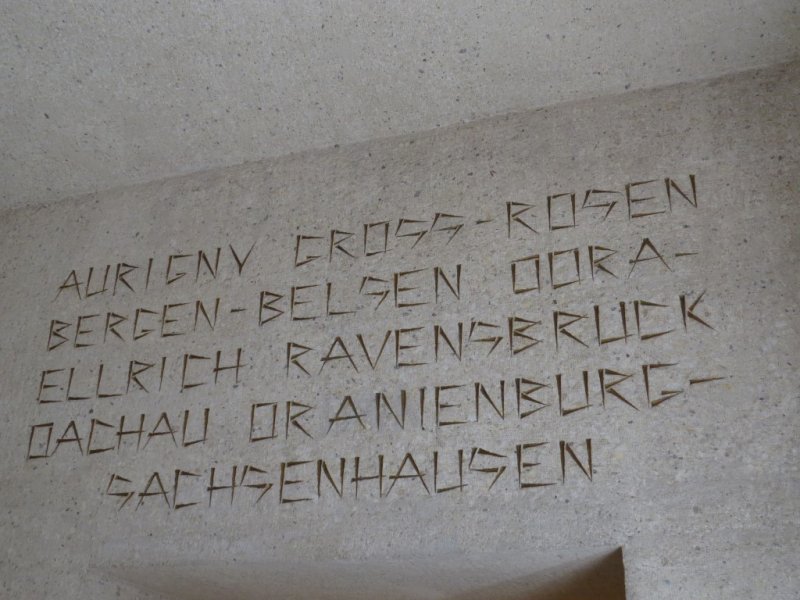 AURIGNY GROSS-ROSEN
BERGEN-BELSEN DORA-
ELLRICH RAVENSBRUCK
DACHAU ORANIENBURG-
SACHSENHAUSEN